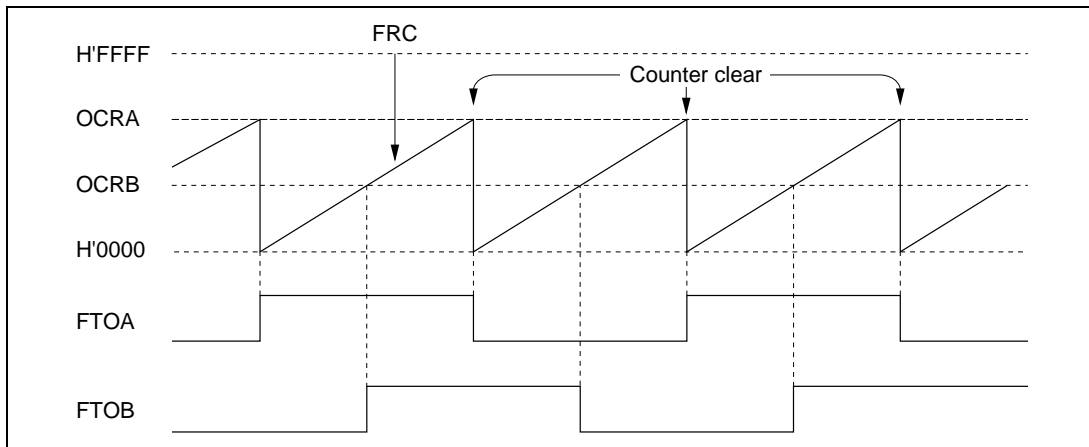 FRC
H'FFFF
Counter clear
OCRA
OCRB
H'0000
FTOA
FTOB